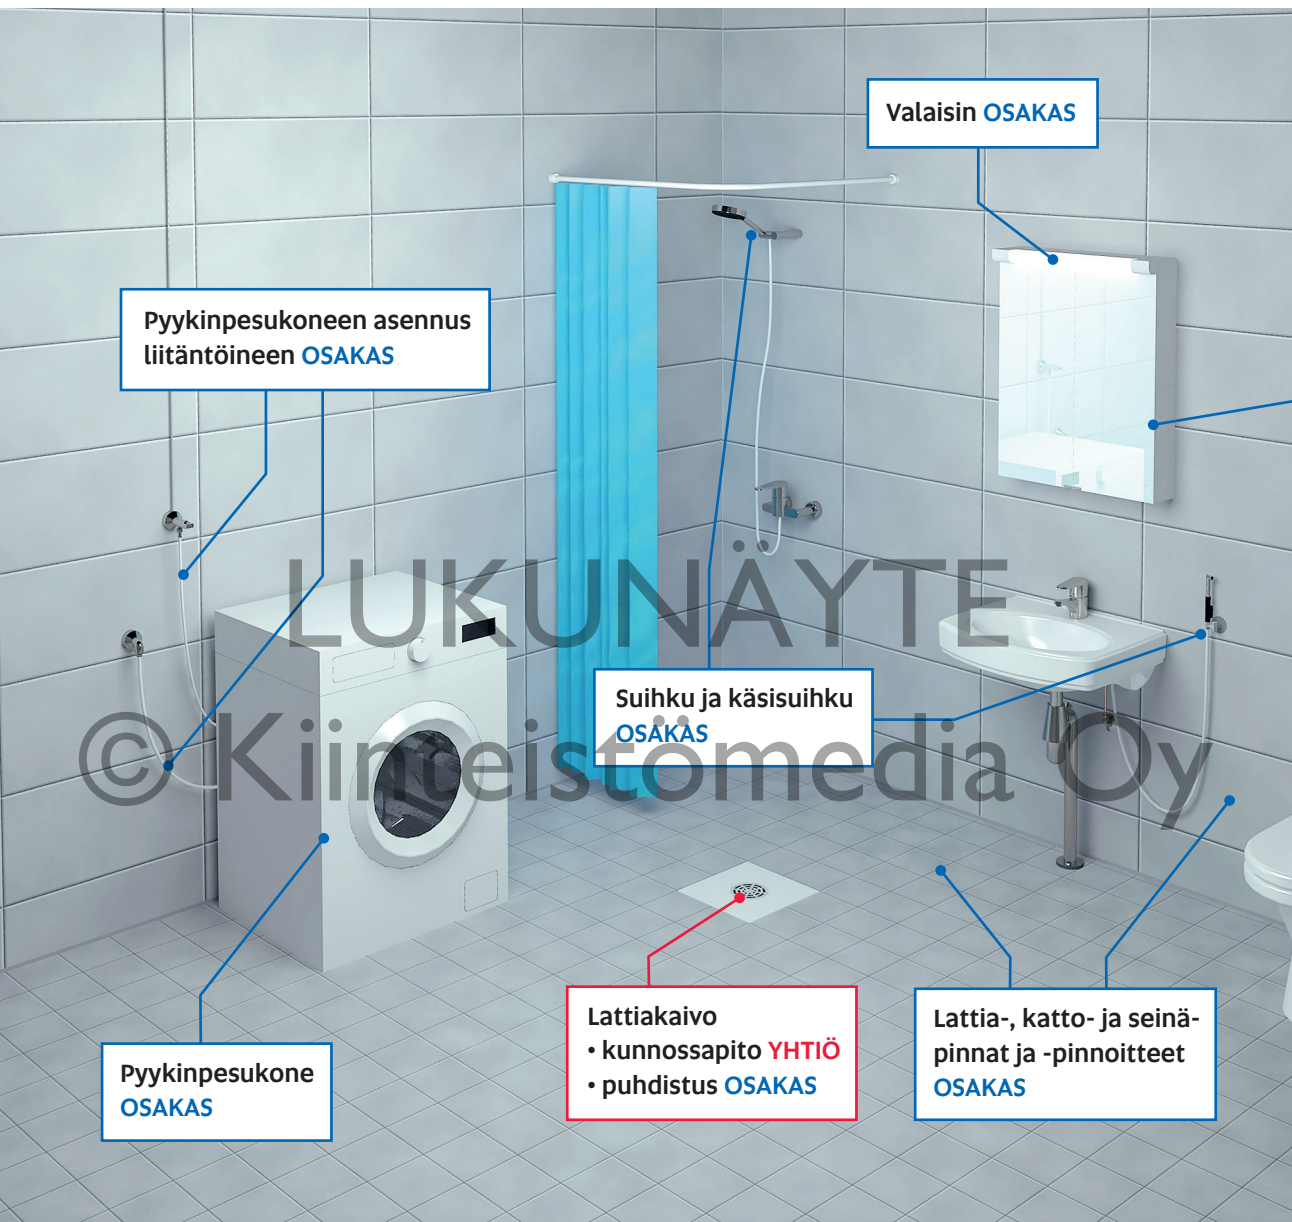 Valaisin OSAKAS
Pyykinpesukoneen asennus
liitäntöineen OSAKAS
LUKUNÄYTE
Suihku ja käsisuihku
OSAKAS
© Kiinteistömedia Oy
Lattiakaivo
• kunnossapito YHTIÖ
• puhdistus OSAKAS
Lattia-, katto- ja seinä-
pinnat ja -pinnoitteet
OSAKAS
Pyykinpesukone
OSAKAS